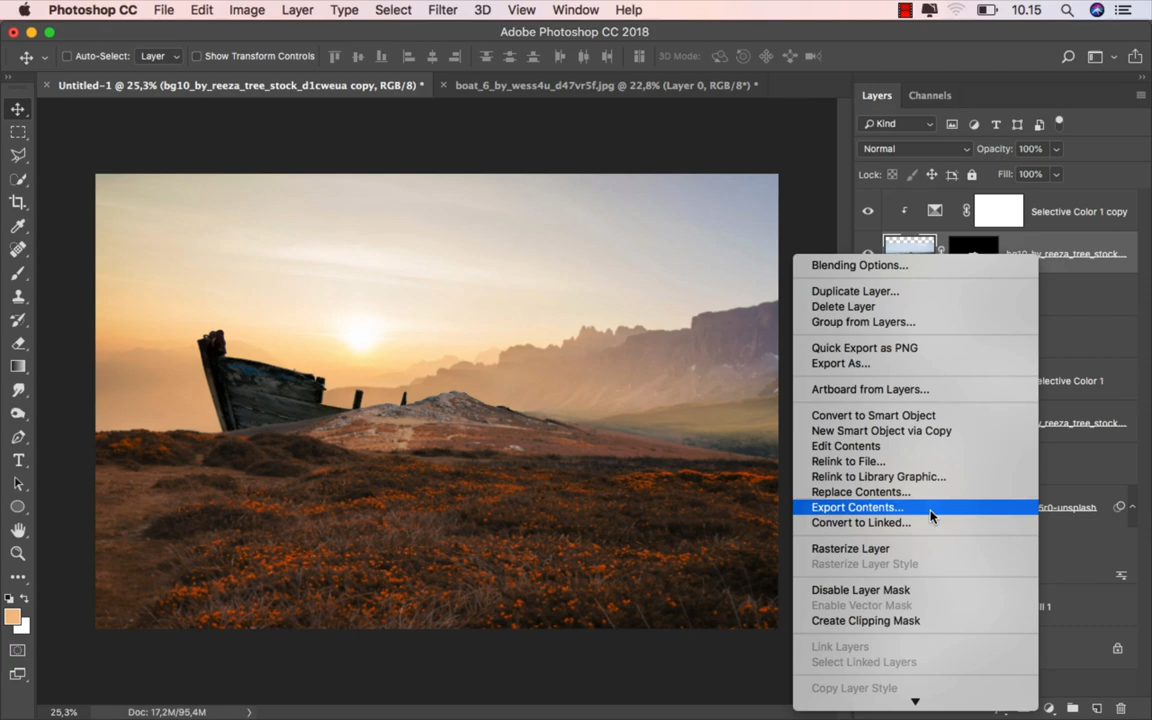 Photoshop CC File Edit Image Layer Type Select Filter 3D View Window Help 10.15
Adobe Photoshop CC 2018
Auto-Select: Layer Show Transform Controls 3D Mode:
Untitled-1 @ 25,3% (bg10_by_reeza_tree_stock_d1cweua copy, RGB/8) *
boat_6_by_wess4u_d47vr5f.jpg @ 22,8% (Layer 0, RGB/8*) *
Layers Channels
Kind
Normal Opacity: 100%
Lock: Fill: 100%
Selective Color 1 copy
bg10_by_reeza_tree_stock...
Blending Options...
Duplicate Layer...
Delete Layer
Group from Layers...
Quick Export as PNG
Export As...
Artboard from Layers...
Convert to Smart Object
New Smart Object via Copy
Edit Contents
Relink to File...
Relink to Library Graphic...
Replace Contents...
Export Contents...
Convert to Linked...
Rasterize Layer
Rasterize Layer Style
Disable Layer Mask
Enable Vector Mask
Create Clipping Mask
Link Layers
Select Linked Layers
Copy Layer Style
elective Color 1
y_reeza_tree_stock...
5r0-unsplash
ll 1
25,3% Doc: 17,2M/95,4M